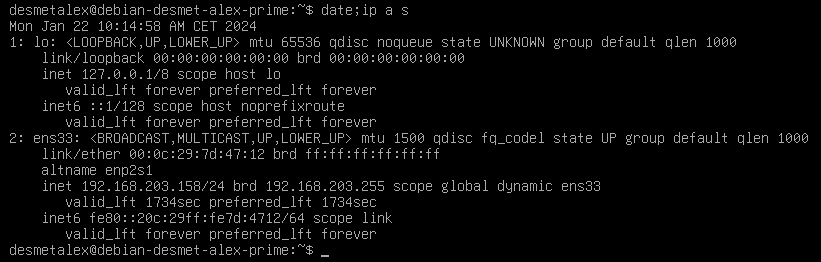 desmetalex@debian-desmet-alex-prime:~$ date;ip a s
Mon Jan 22 10:14:58 AM CET 2024
1: lo: <LOOPBACK,UP,LOWER_UP> mtu 65536 qdisc noqueue state UNKNOWN group default qlen 1000
    link/loopback 00:00:00:00:00:00 brd 00:00:00:00:00:00
    inet 127.0.0.1/8 scope host lo
       valid_lft forever preferred_lft forever
    inet6 ::1/128 scope host noprefixroute
       valid_lft forever preferred_lft forever
2: ens33: <BROADCAST,MULTICAST,UP,LOWER_UP> mtu 1500 qdisc fq_codel state UP group default qlen 1000
    link/ether 00:0c:29:7d:47:12 brd ff:ff:ff:ff:ff:ff
    altname enp2s1
    inet 192.168.203.158/24 brd 192.168.203.255 scope global dynamic ens33
       valid_lft 1734sec preferred_lft 1734sec
    inet6 fe80::20c:29ff:fe7d:4712/64 scope link
       valid_lft forever preferred_lft forever
desmetalex@debian-desmet-alex-prime:~$ _